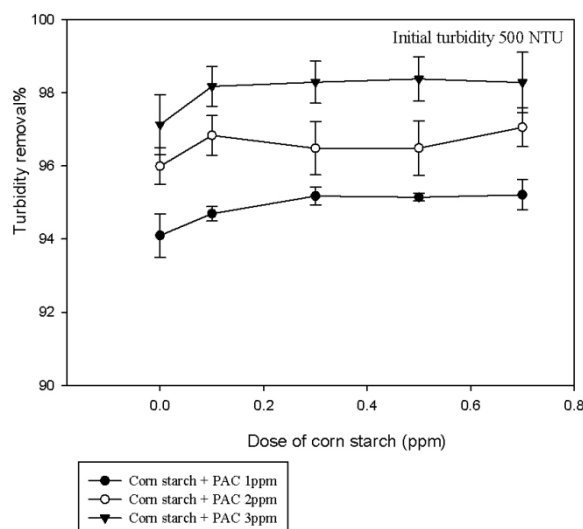 Initial turbidity 500 NTU
Turbidity removal%
100
98
96
94
92
90
0.0 0.2 0.4 0.6 0.8
Dose of corn starch (ppm)
Corn starch + PAC 1ppm
Corn starch + PAC 2ppm
Corn starch + PAC 3ppm